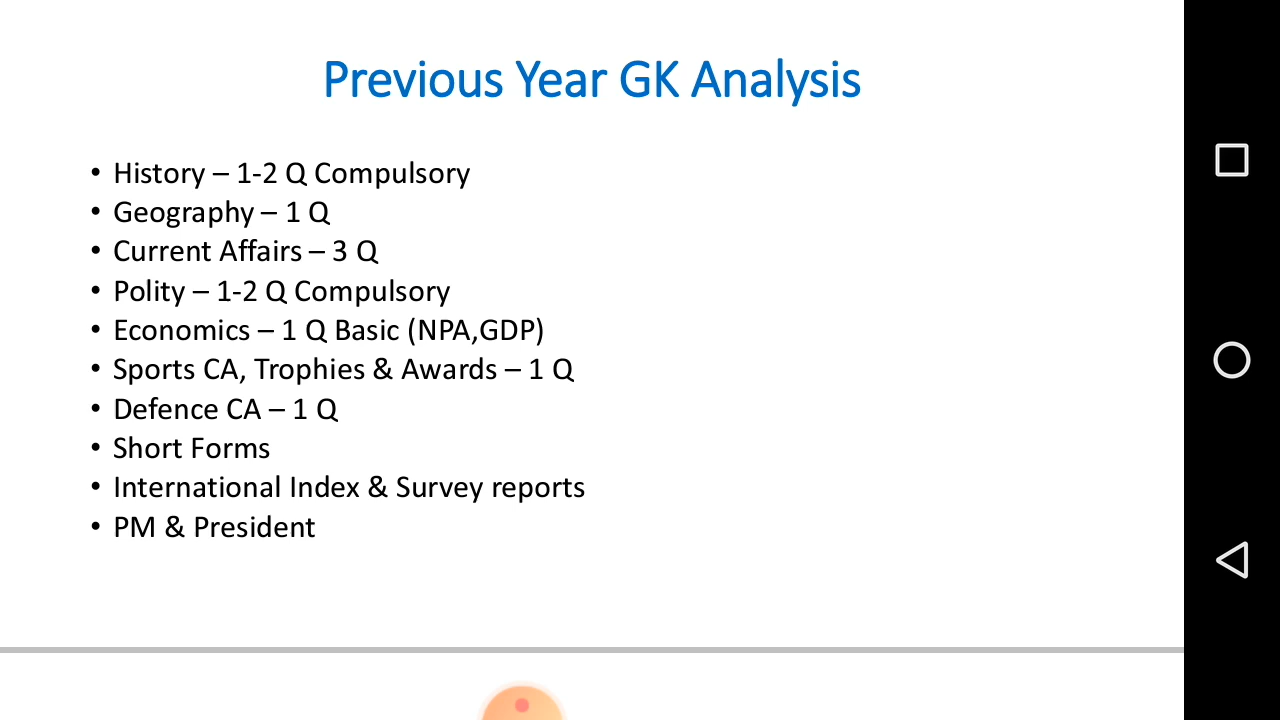 Previous Year GK Analysis
• History – 1-2 Q Compulsory
• Geography – 1 Q
• Current Affairs – 3 Q
• Polity – 1-2 Q Compulsory
• Economics – 1 Q Basic (NPA,GDP)
• Sports CA, Trophies & Awards – 1 Q
• Defence CA – 1 Q
• Short Forms
• International Index & Survey reports
• PM & President